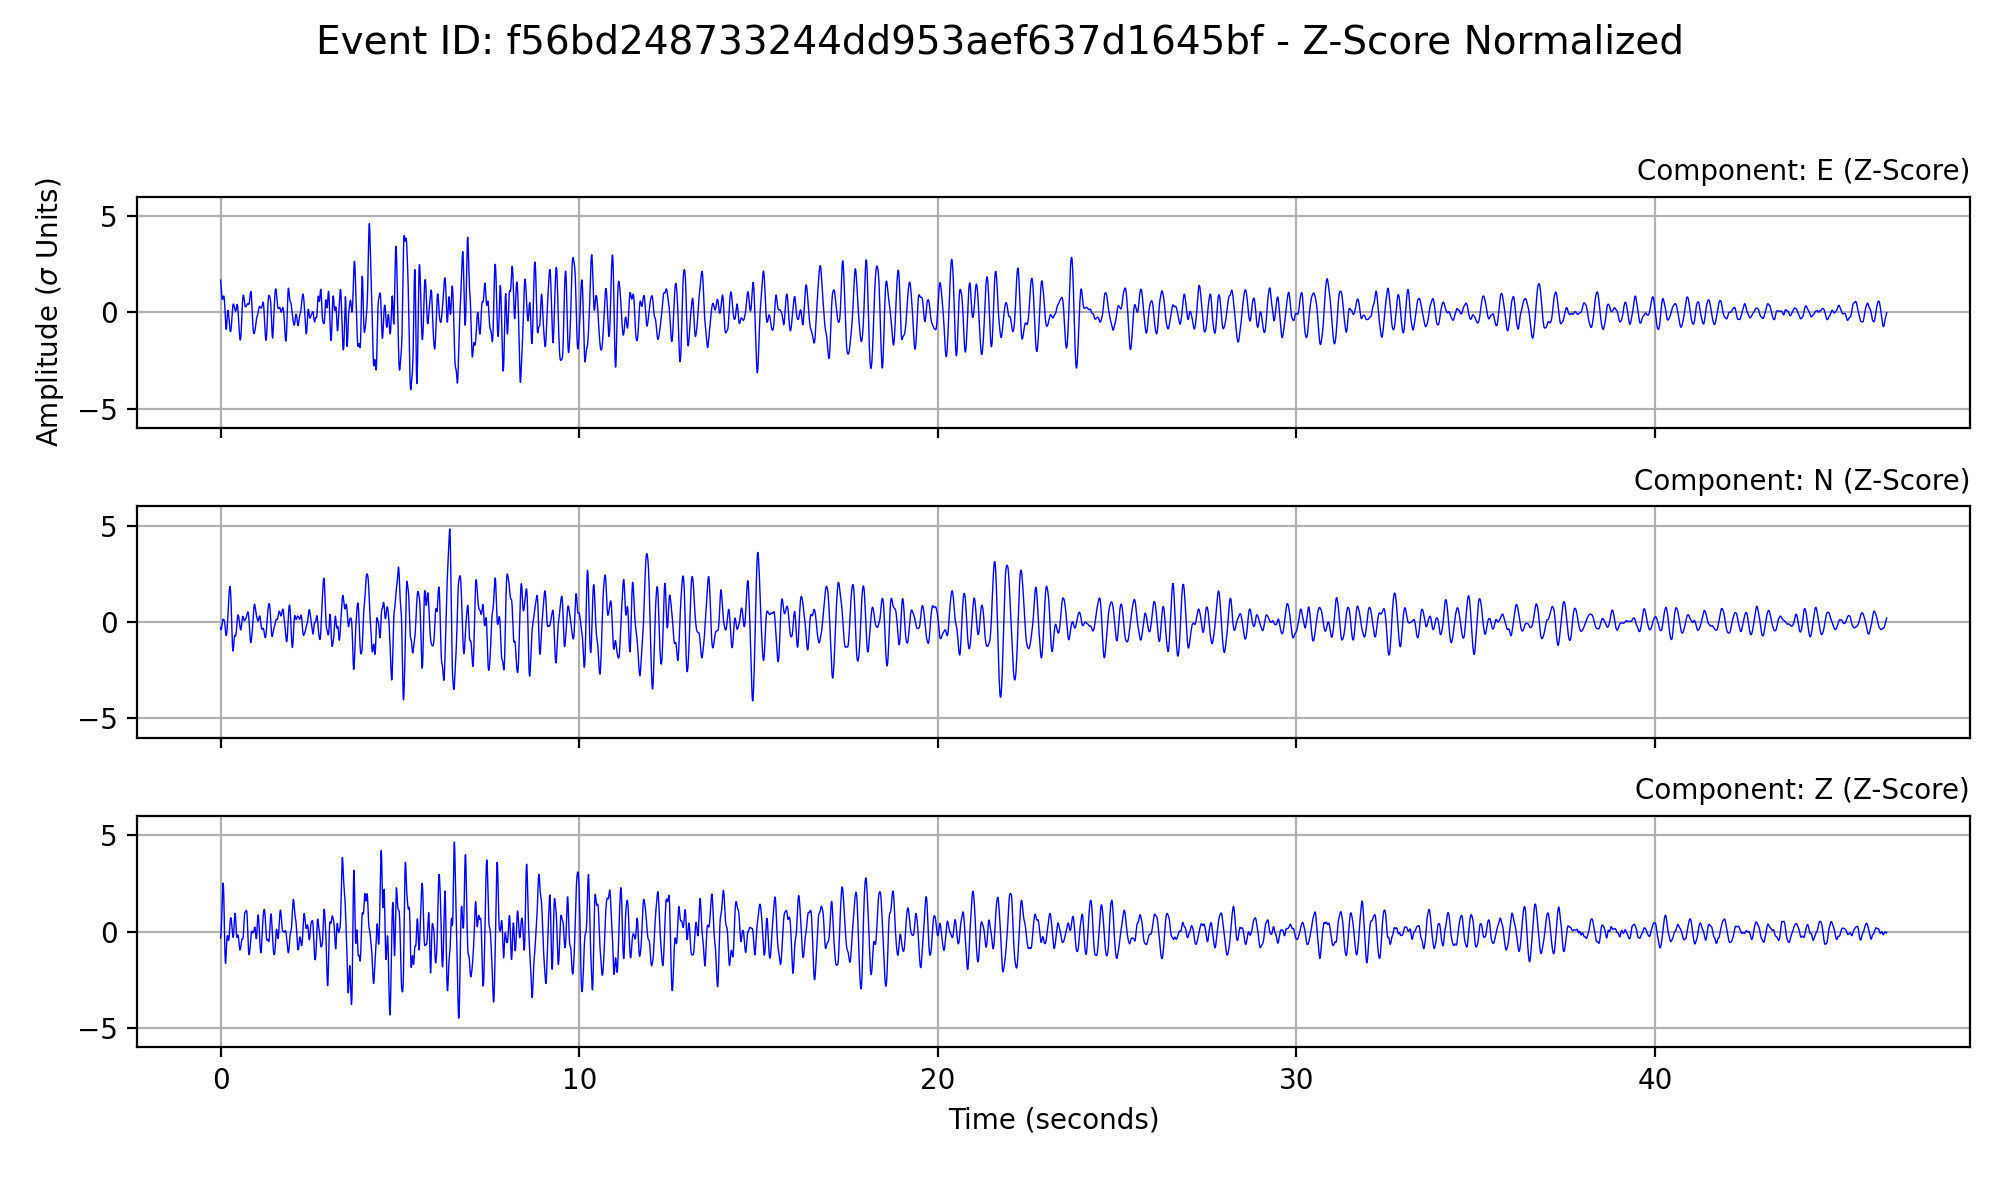 Event ID: f56bd248733244dd953aef637d1645bf - Z-Score Normalized
Component: E (Z-Score)
Amplitude (σ Units)
5
0
−5
Component: N (Z-Score)
5
0
−5
Component: Z (Z-Score)
5
0
−5
0 10 20 30 40
Time (seconds)